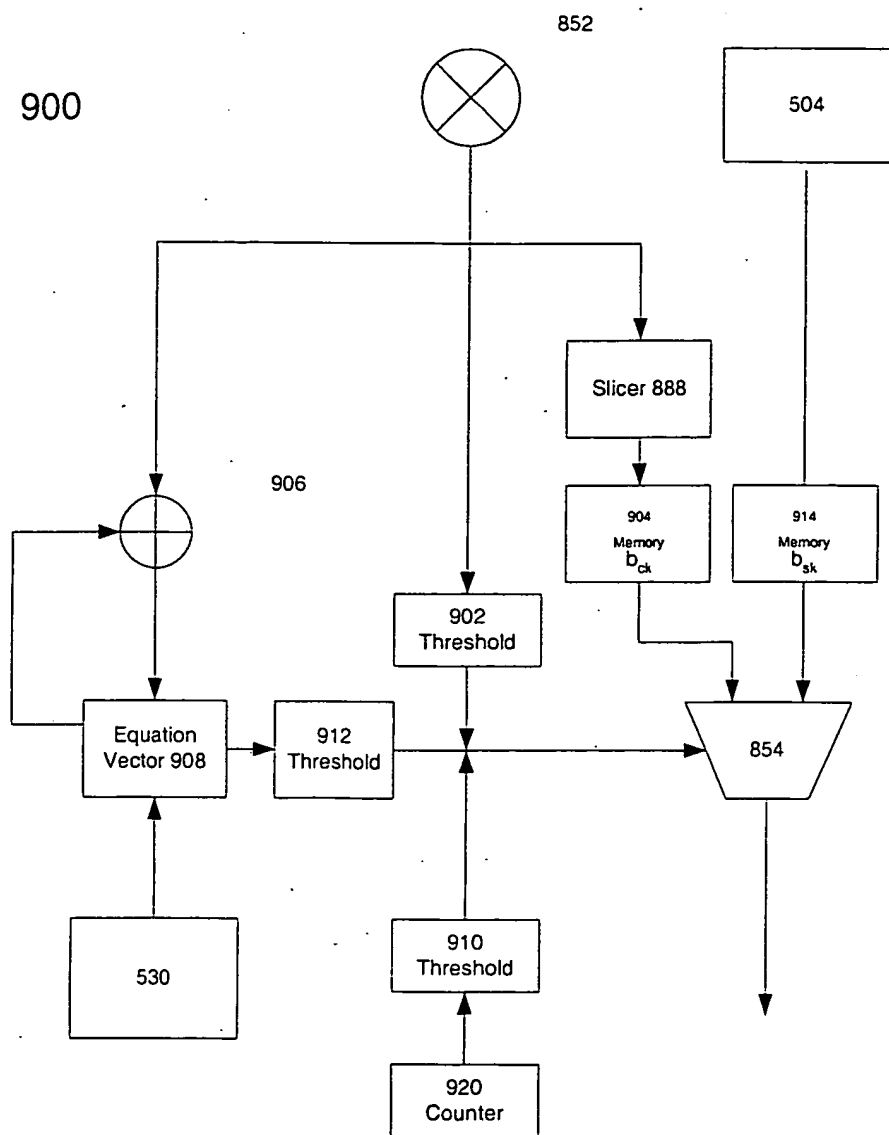 852
900
504
Slicer 888
906
904
Memory
b_ck
914
Memory
b_sk
902
Threshold
Equation
Vector 908
912
Threshold
854
530
910
Threshold
920
Counter